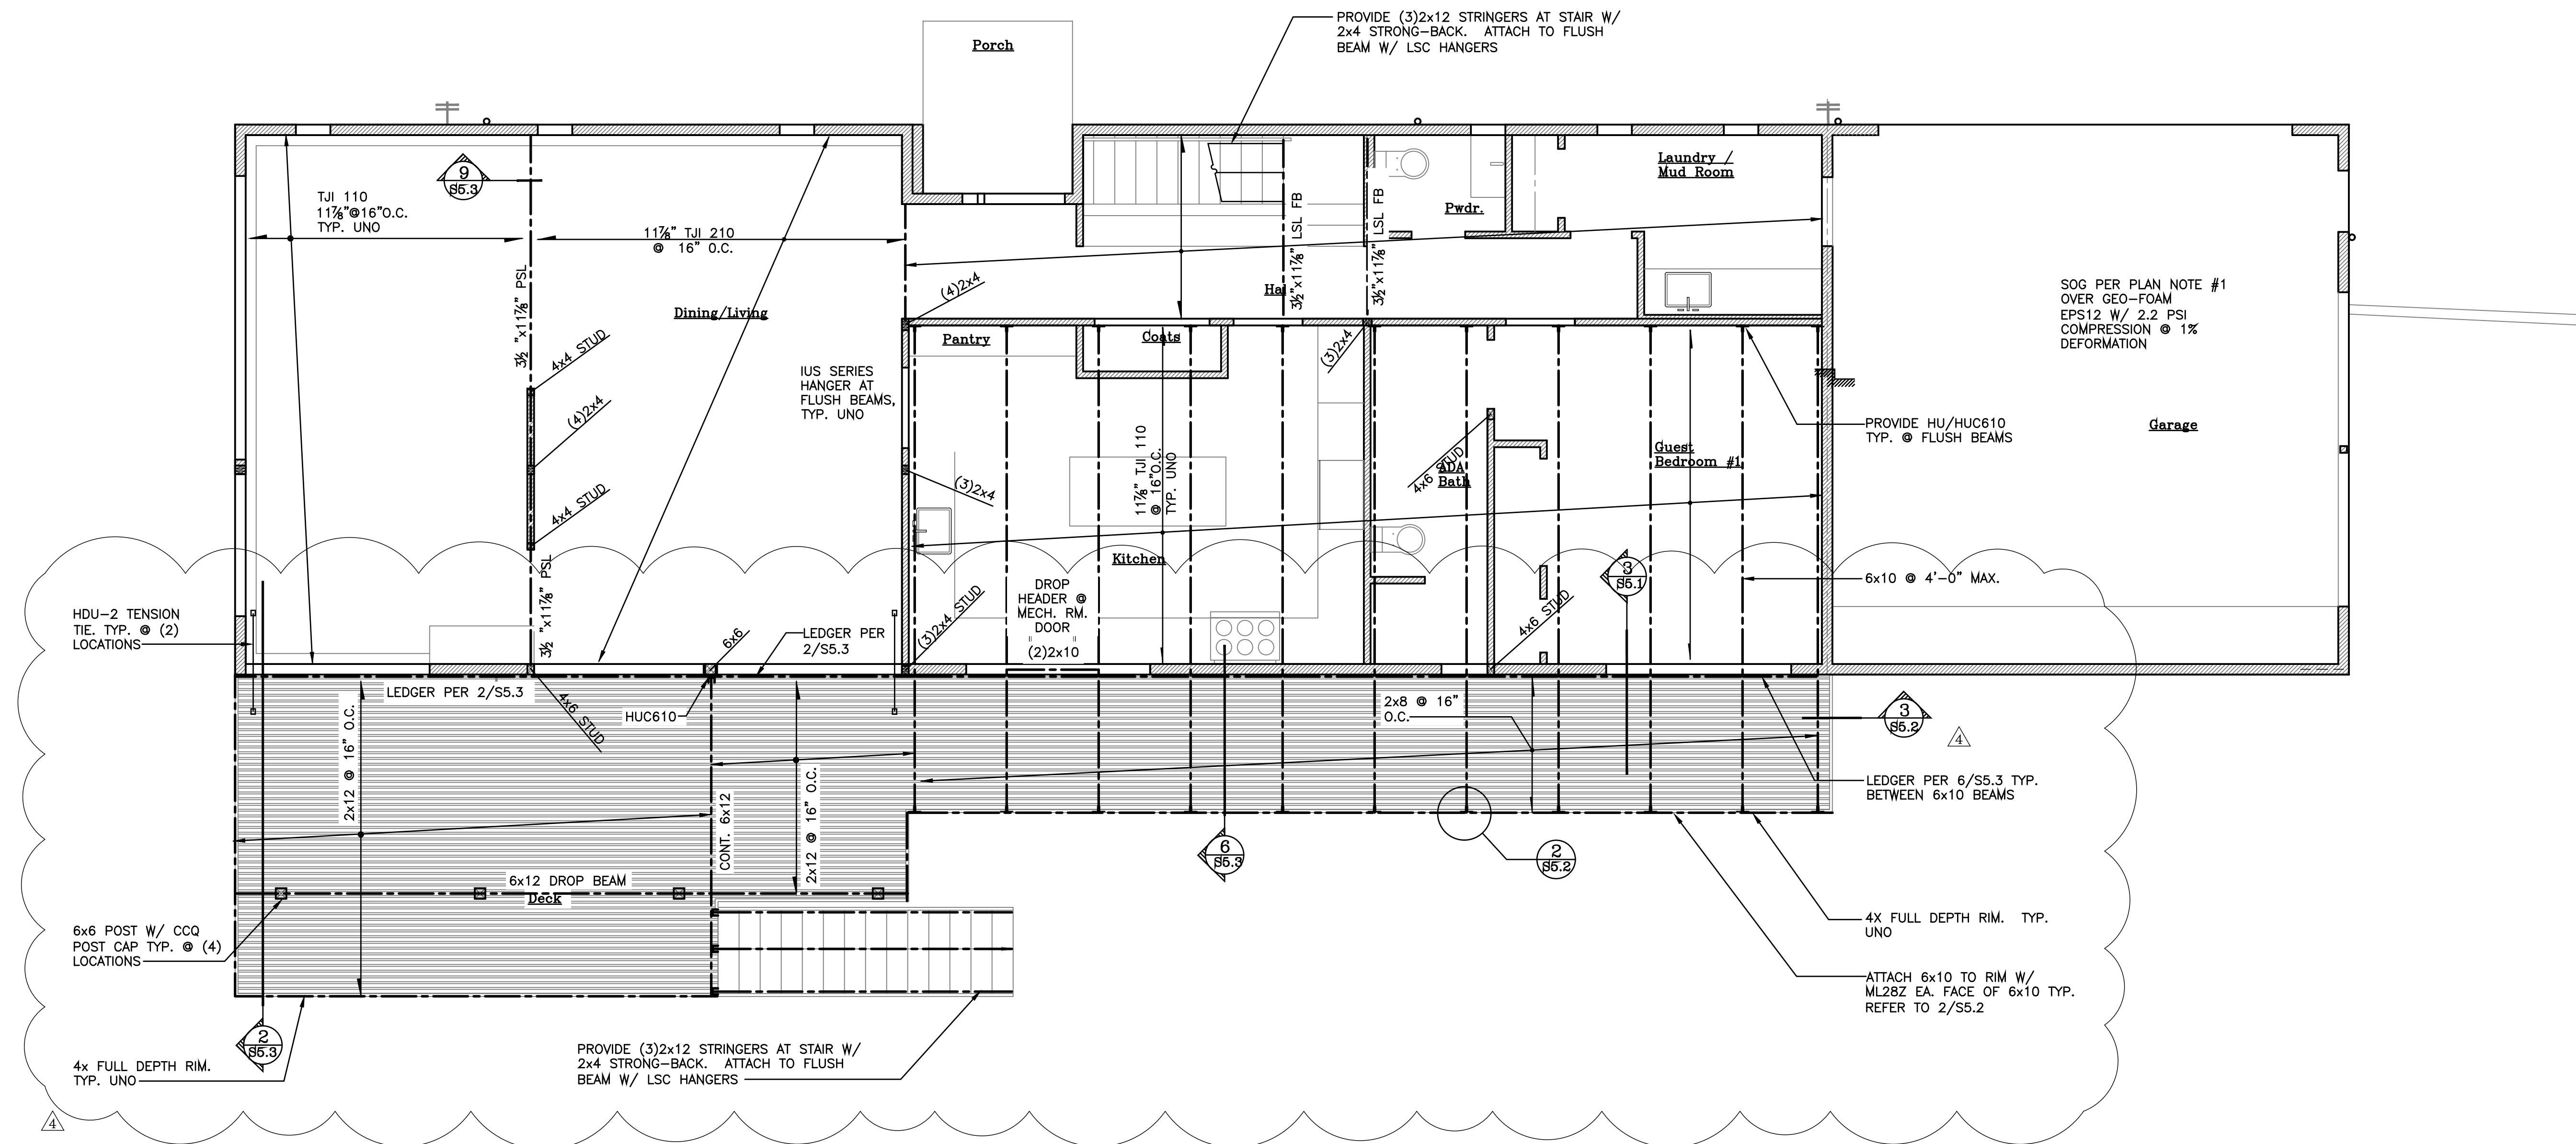 PROVIDE (3)2x12 STRINGERS AT STAIR W/
2x4 STRONG-BACK. ATTACH TO FLUSH
BEAM W/ LSC HANGERS
Porch
9
S5.3
TJI 110
11⅞"@16"O.C.
TYP. UNO
11⅞" TJI 210
@ 16" O.C.
3½ "x11⅞" PSL
Dining/Living
4x4 STUD
(4)2x4
4x4 STUD
3½ "x11⅞" PSL
IUS SERIES
HANGER AT
FLUSH BEAMS,
TYP. UNO
(4)2x4
3½"x11⅞" LSL FB
3½"x11⅞" LSL FB
Pwdr.
Laundry /
Mud Room
Pantry
Coats
(3)2x4
(3)2x4
(3)2x4 STUD
11⅞" TJI 110
@ 16"O.C.
TYP. UNO
Kitchen
DROP
HEADER @
MECH. RM.
DOOR
(2)2x10
4x6 STUD
ADA
Bath
Guest
Bedroom #1
4x6 STUD
3
S5.1
SOG PER PLAN NOTE #1
OVER GEO-FOAM
EPS12 W/ 2.2 PSI
COMPRESSION @ 1%
DEFORMATION
Garage
PROVIDE HU/HUC610
TYP. @ FLUSH BEAMS
6x10 @ 4'-0" MAX.
HDU-2 TENSION
TIE. TYP. @ (2)
LOCATIONS
6x6
LEDGER PER
2/S5.3
LEDGER PER 2/S5.3
4x6 STUD
HUC610
2x12 @ 16" O.C.
CONT. 6x12
2x12 @ 16" O.C.
2x8 @ 16"
O.C.
3
S5.2
4
LEDGER PER 6/S5.3 TYP.
BETWEEN 6x10 BEAMS
6x12 DROP BEAM
Deck
6
S5.3
2
S5.2
6x6 POST W/ CCQ
POST CAP TYP. @ (4)
LOCATIONS
4X FULL DEPTH RIM. TYP.
UNO
ATTACH 6x10 TO RIM W/
ML28Z EA. FACE OF 6x10 TYP.
REFER TO 2/S5.2
2
S5.3
4x FULL DEPTH RIM.
TYP. UNO
PROVIDE (3)2x12 STRINGERS AT STAIR W/
2x4 STRONG-BACK. ATTACH TO FLUSH
BEAM W/ LSC HANGERS
4